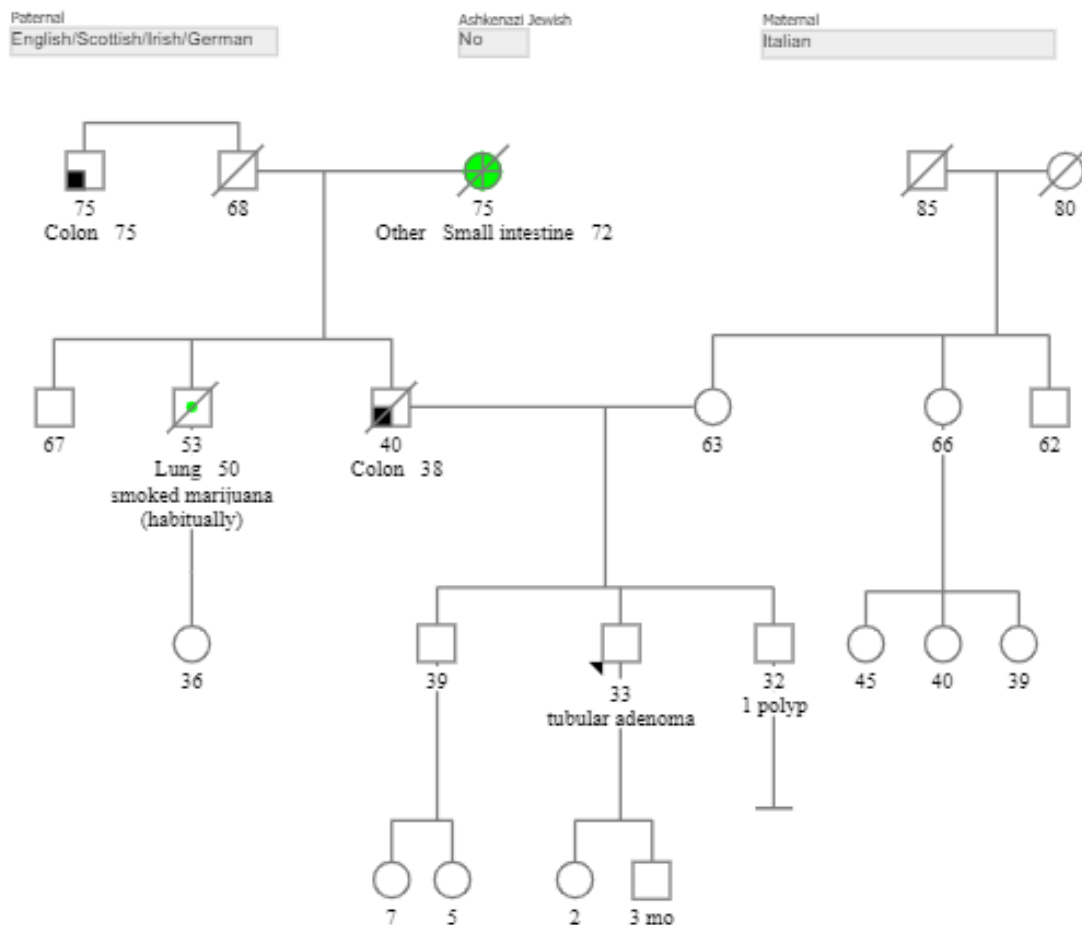 Paternal
Ashkenazi Jewish
Maternal
English/Scottish/Irish/German
No
Italian
75
68
75
85
80
Colon 75
Other Small intestine 72
67
53
40
63
66
62
Lung 50
Colon 38
smoked marijuana
(habitually)
36
39
33
32
45
40
39
tubular adenoma
1 polyp
7
5
2
3 mo